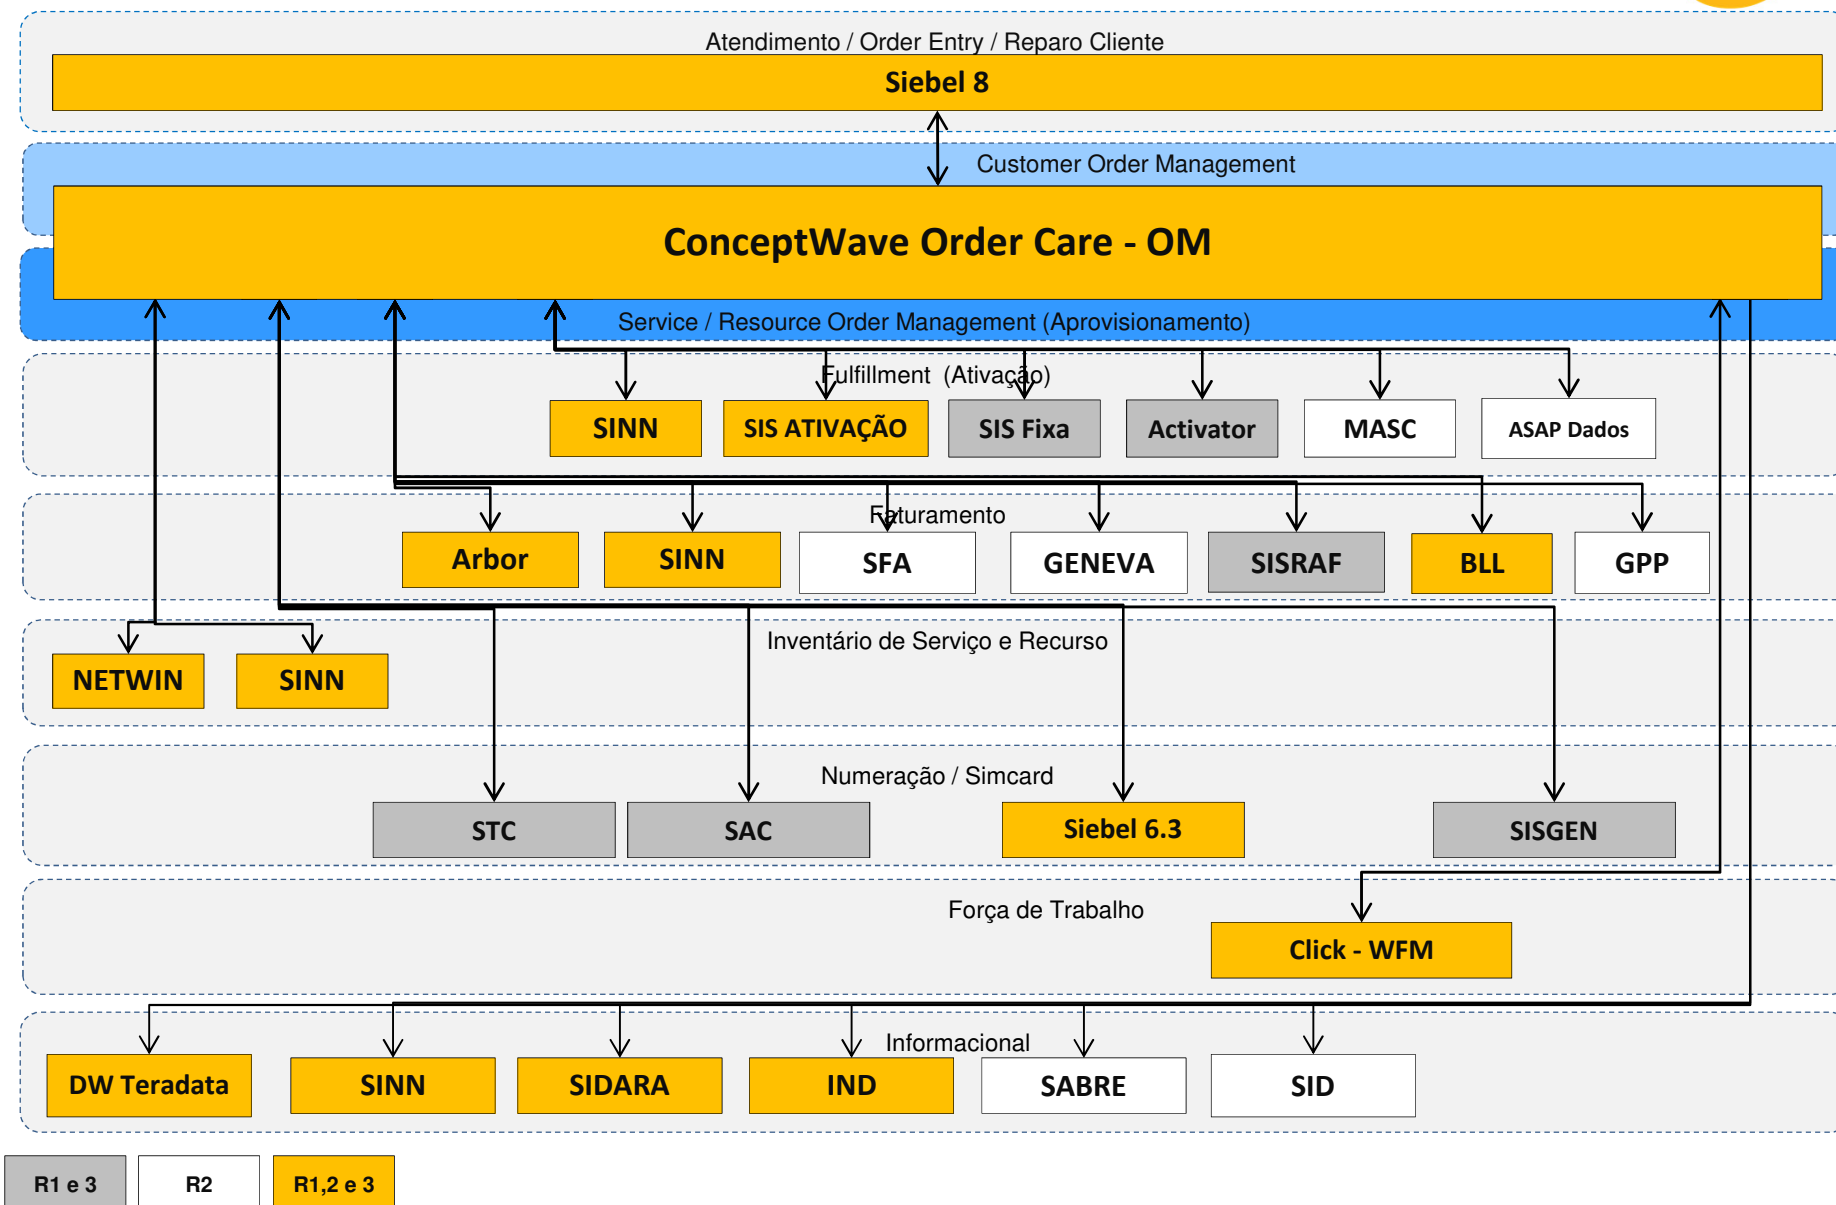 Atendimento / Order Entry / Reparo Cliente
Siebel 8
Customer Order Management
ConceptWave Order Care - OM
Service / Resource Order Management (Aprovisionamento)
Fulfillment (Ativação)
SINN
SIS ATIVAÇÃO
SIS Fixa
Activator
MASC
ASAP Dados
Faturamento
Arbor
SINN
SFA
GENEVA
SISRAF
BLL
GPP
Inventário de Serviço e Recurso
NETWIN
SINN
Numeração / Simcard
STC
SAC
Siebel 6.3
SISGEN
Força de Trabalho
Click - WFM
Informacional
DW Teradata
SINN
SIDARA
IND
SABRE
SID
R1 e 3
R2
R1,2 e 3